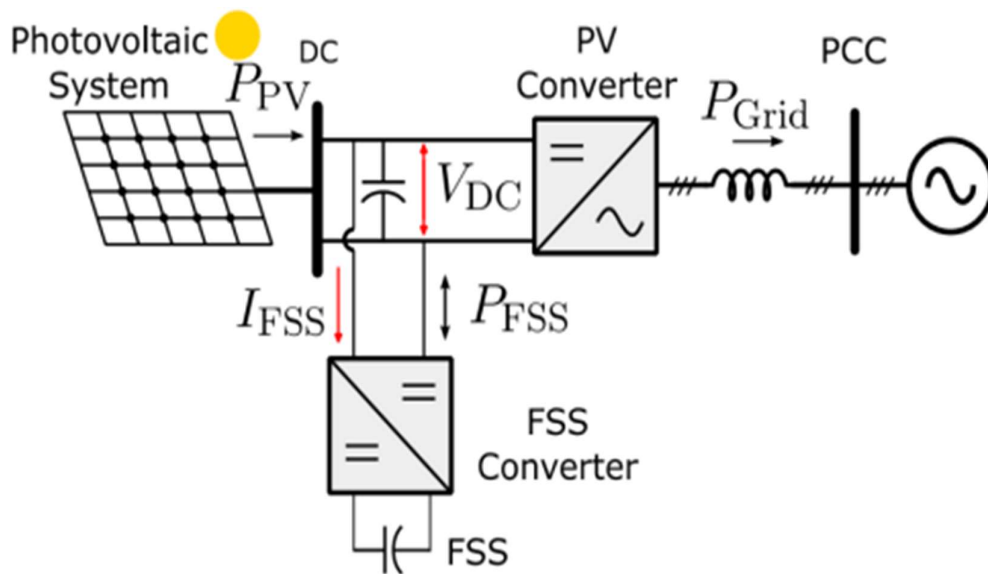 Photovoltaic
System
DC
P_PV
PV
Converter
PCC
P_Grid
V_DC
I_FSS
P_FSS
FSS
Converter
FSS